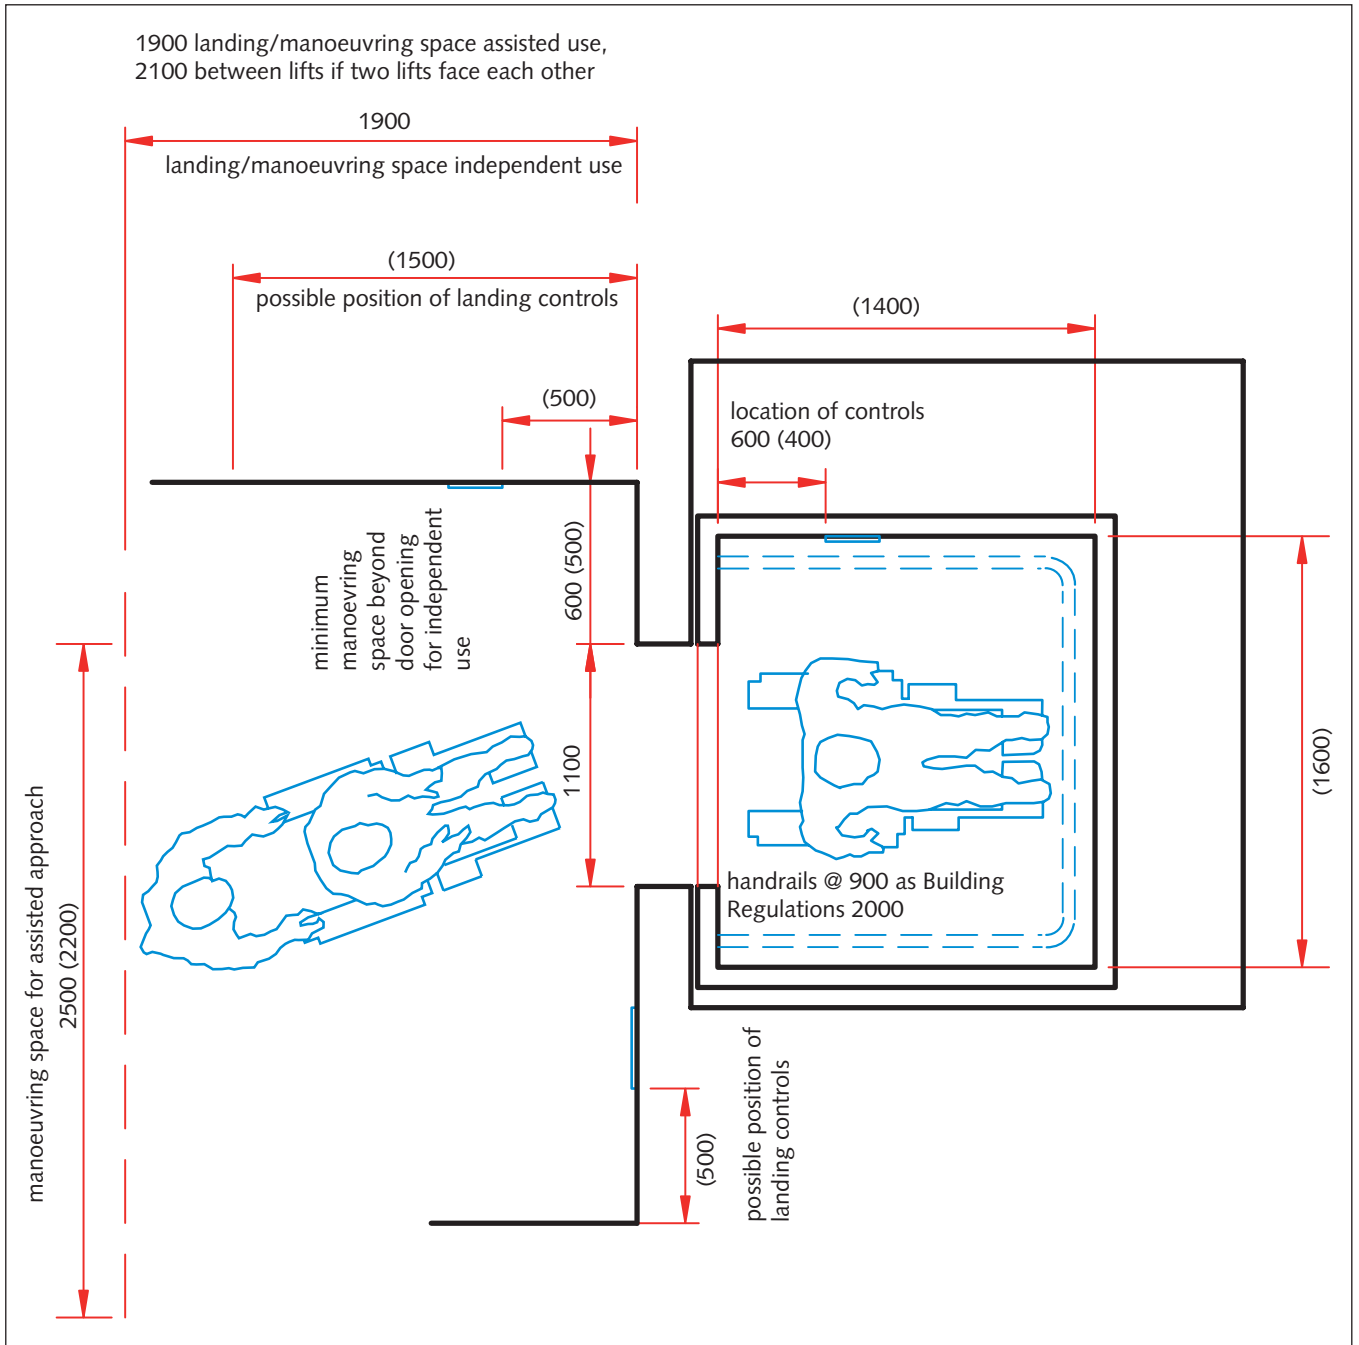 1900 landing/manoeuvring space assisted use,
2100 between lifts if two lifts face each other
1900
landing/manoeuvring space independent use
(1500)
possible position of landing controls
(1400)
(500)
location of controls
600 (400)
minimum
manoevring
space beyond
door opening
for independent
use
600 (500)
1100
(1600)
handrails @ 900 as Building
Regulations 2000
manoeuvring space for assisted approach
2500 (2200)
(500)
possible position of
landing controls